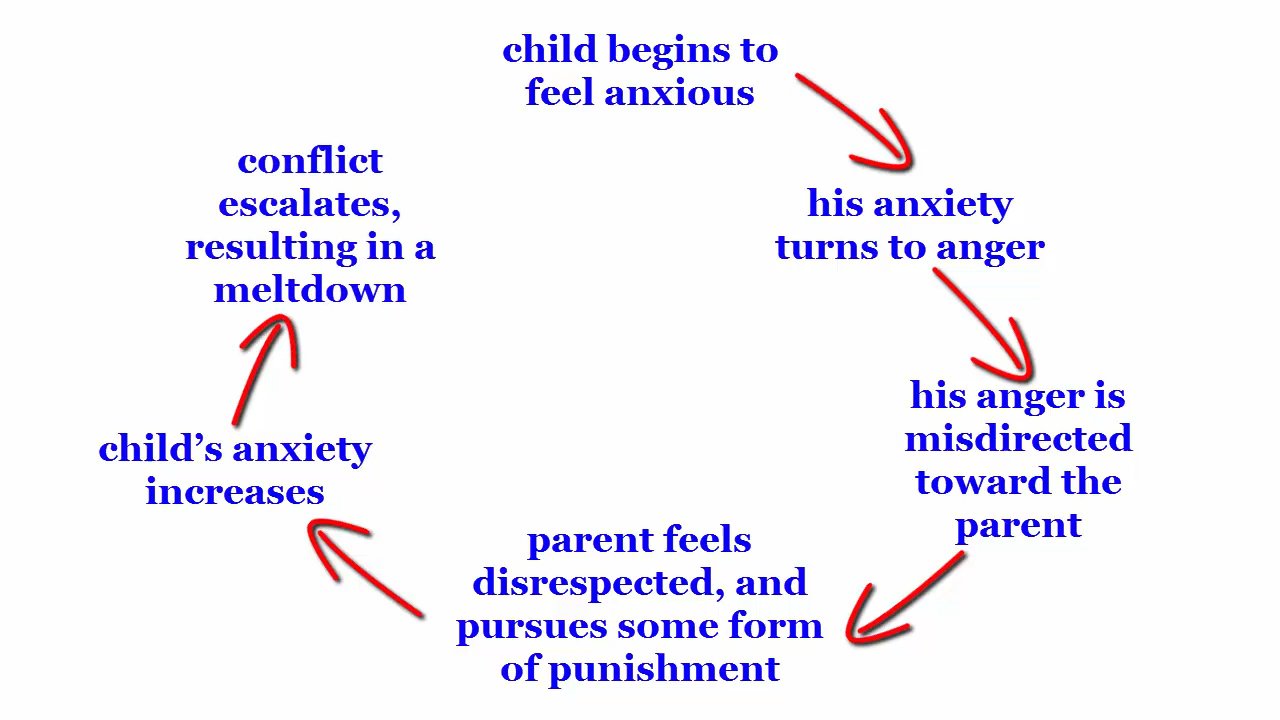 child begins to
feel anxious
his anxiety
turns to anger
his anger is
misdirected
toward the
parent
parent feels
disrespected, and
pursues some form
of punishment
child’s anxiety
increases
conflict
escalates,
resulting in a
meltdown